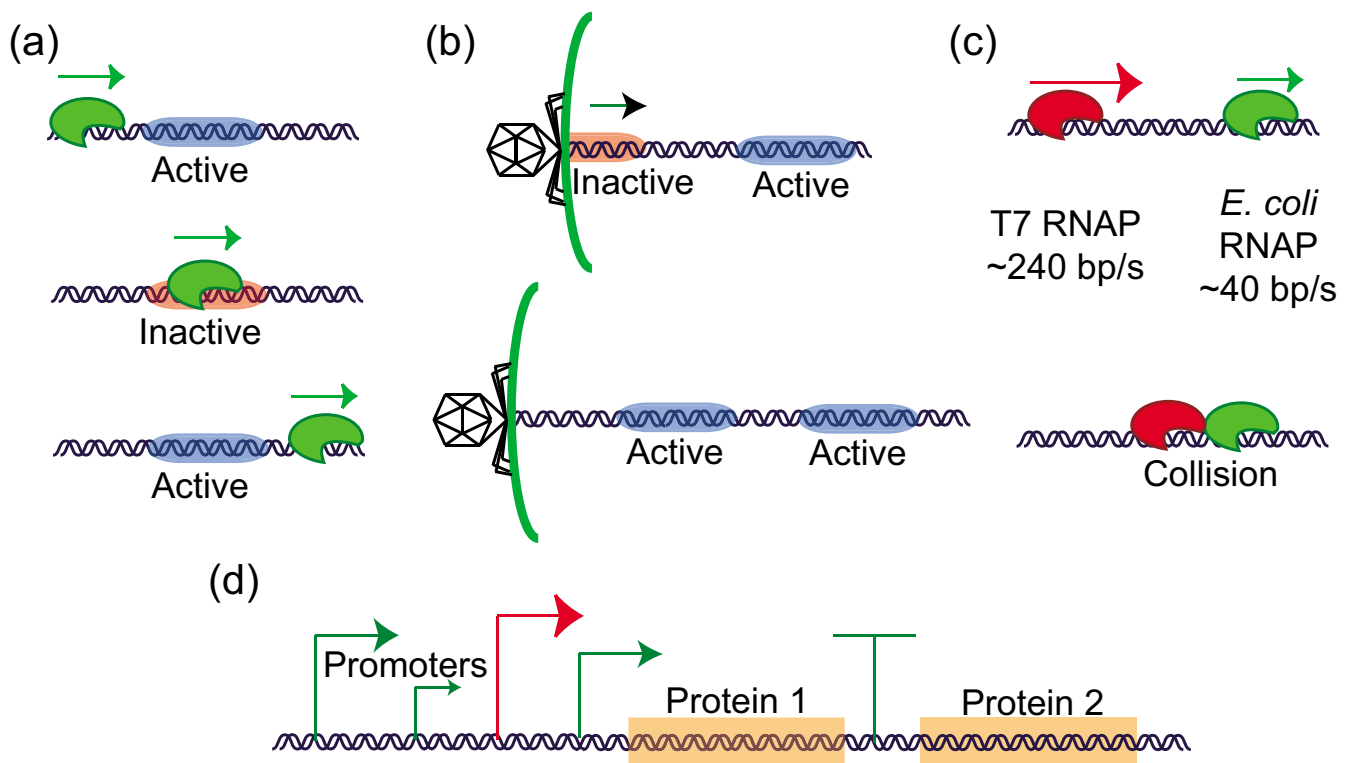 (a)
Active
Inactive
Active
(b)
Inactive
Active
Active
Active
(c)
T7 RNAP
~240 bp/s
E. coli
RNAP
~40 bp/s
Collision
(d)
Promoters
Protein 1
Protein 2